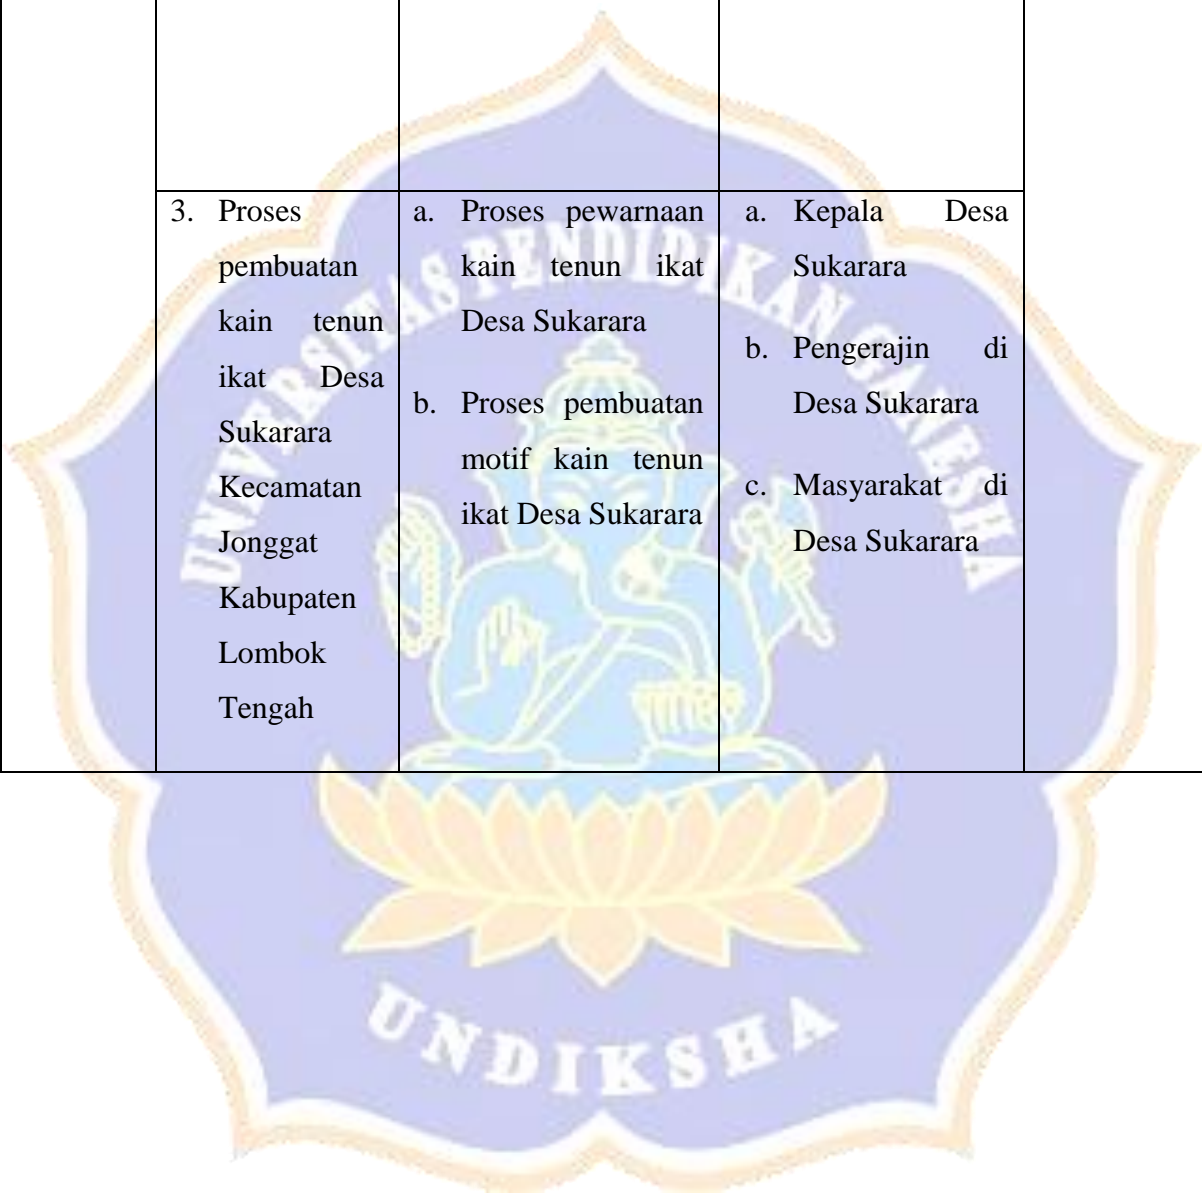 3. Proses
pembuatan
kain tenun
ikat Desa
Sukarara
Kecamatan
Jonggat
Kabupaten
Lombok
Tengah
a. Proses pewarnaan
kain tenun ikat
Desa Sukarara
b. Proses pembuatan
motif kain tenun
ikat Desa Sukarara
a. Kepala Desa
Sukarara
b. Pengerajin di
Desa Sukarara
c. Masyarakat di
Desa Sukarara
UNIVERSITAS PENDIDIKAN GANESHA
UNDIKSHA